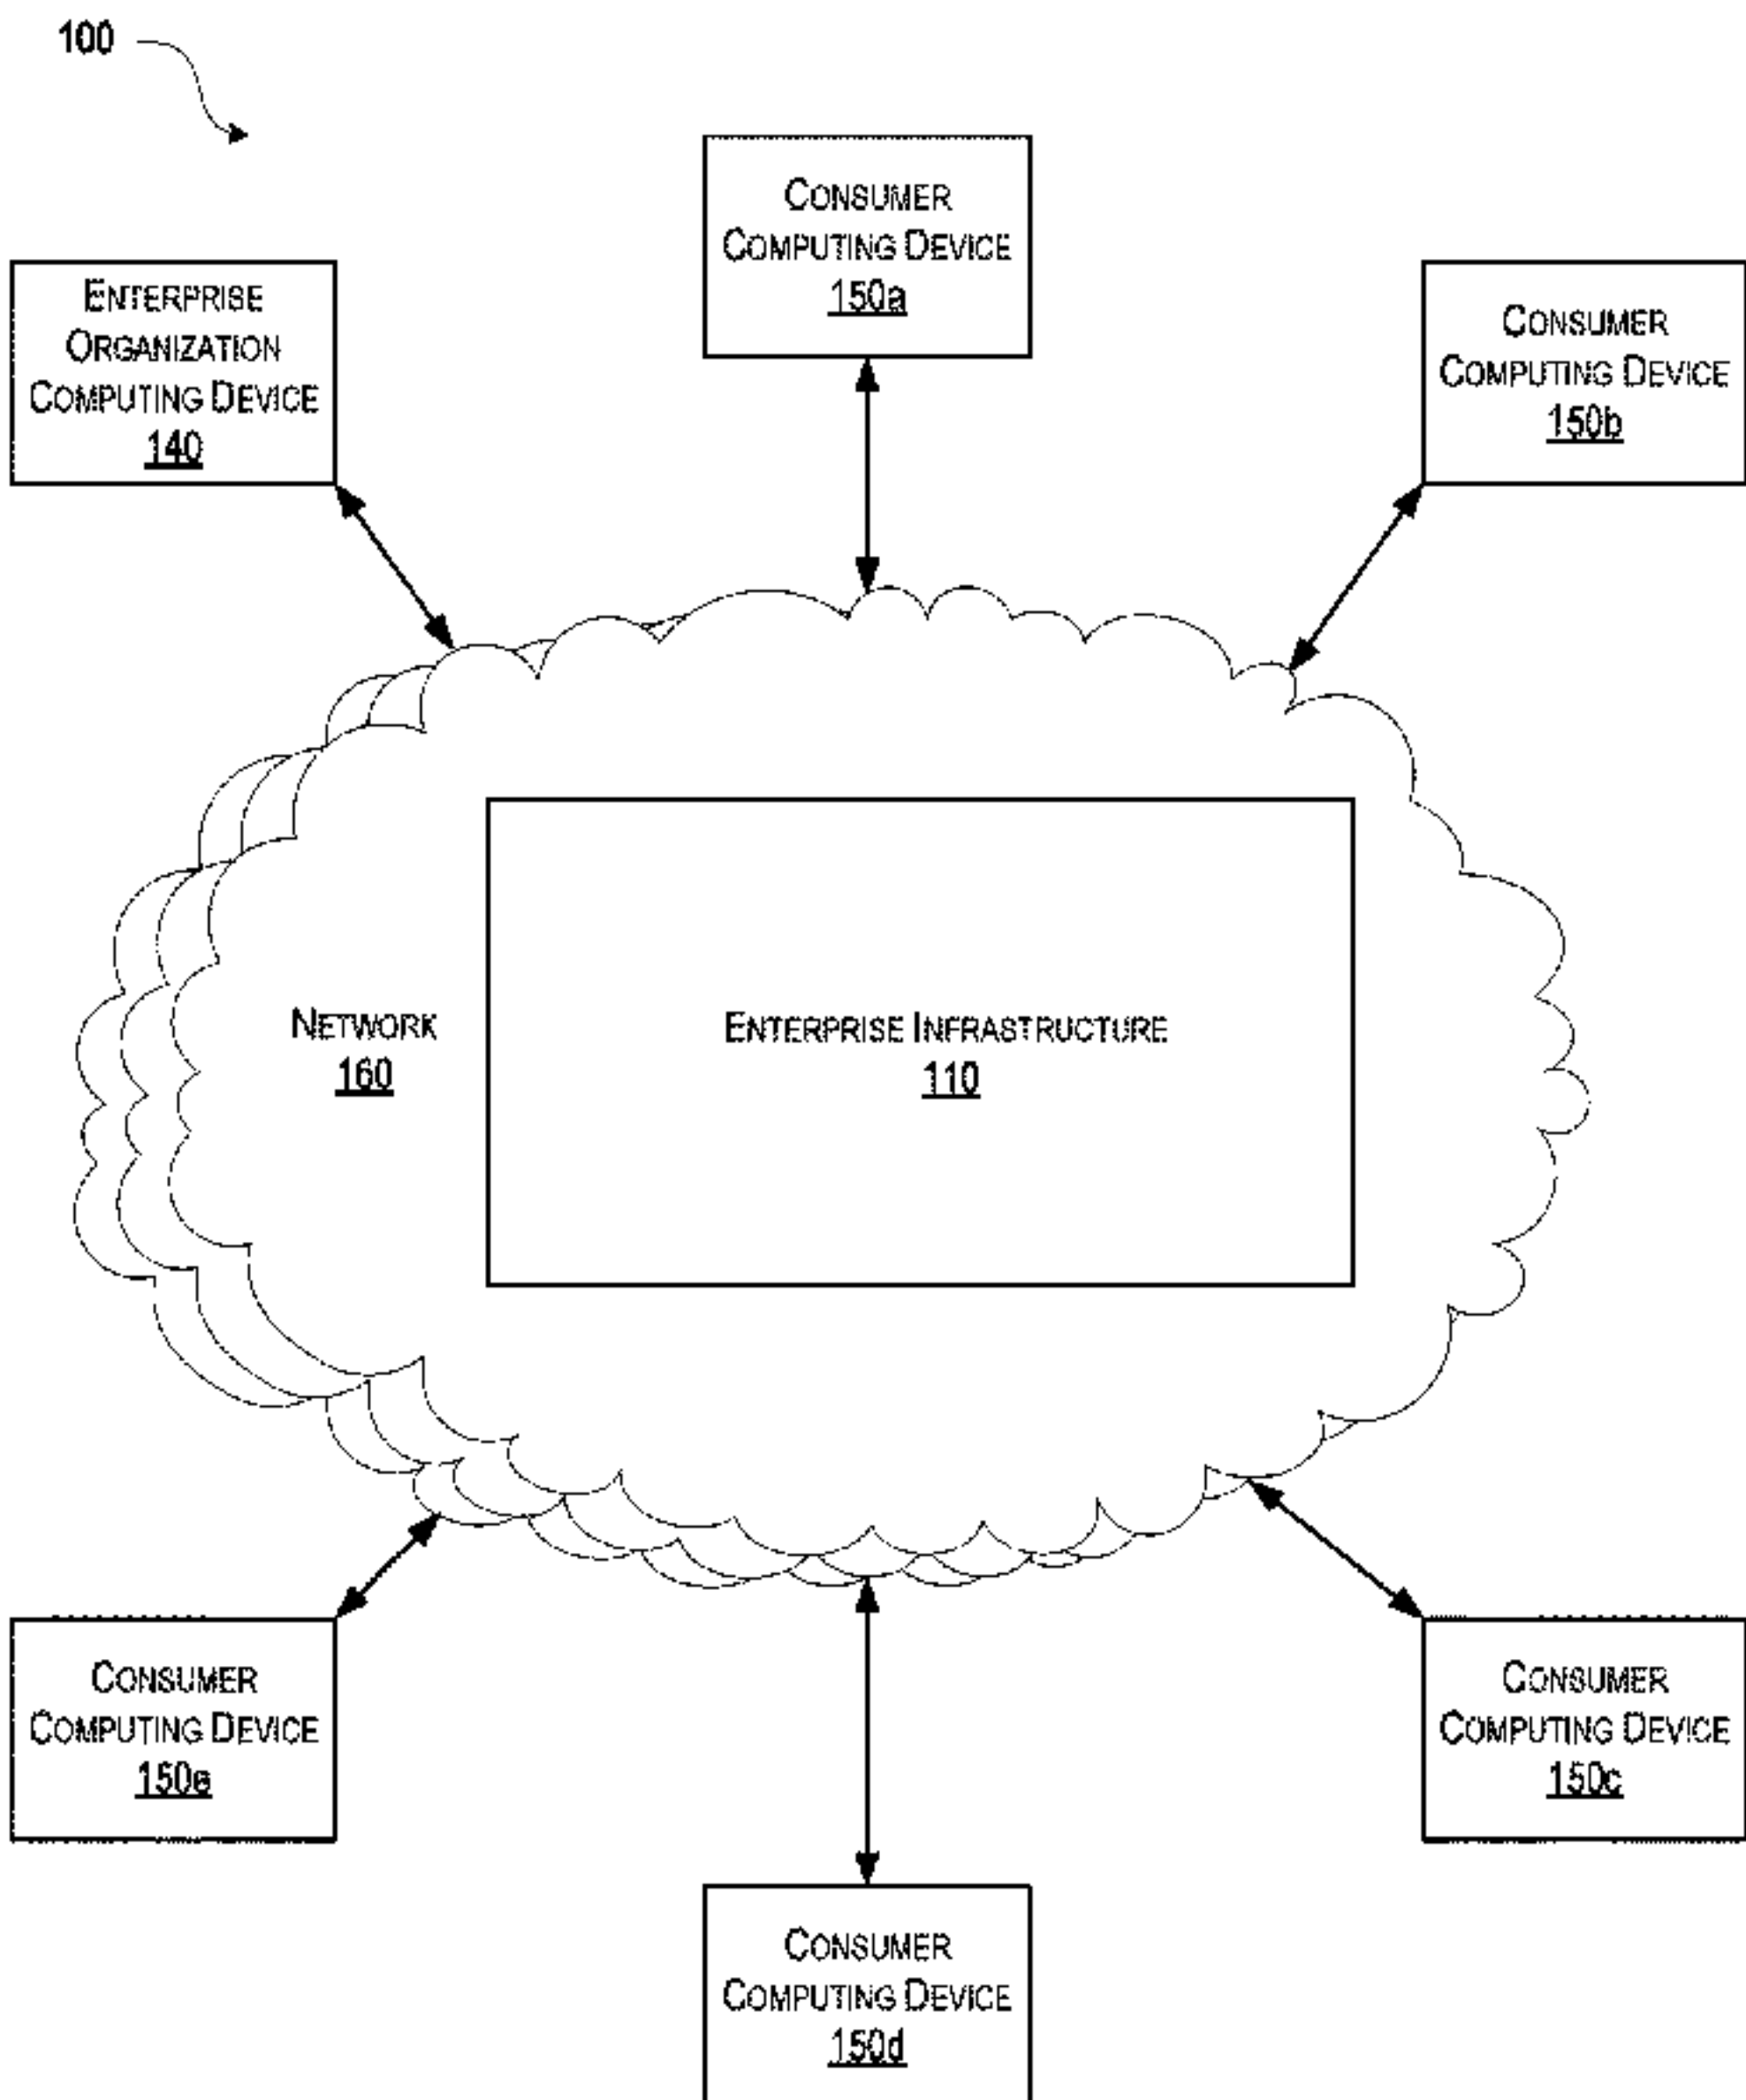 100
CONSUMER
COMPUTING DEVICE
150a
ENTERPRISE
ORGANIZATION
COMPUTING DEVICE
140
CONSUMER
COMPUTING DEVICE
150b
NETWORK
160
ENTERPRISE INFRASTRUCTURE
110
CONSUMER
COMPUTING DEVICE
150e
CONSUMER
COMPUTING DEVICE
150c
CONSUMER
COMPUTING DEVICE
150d